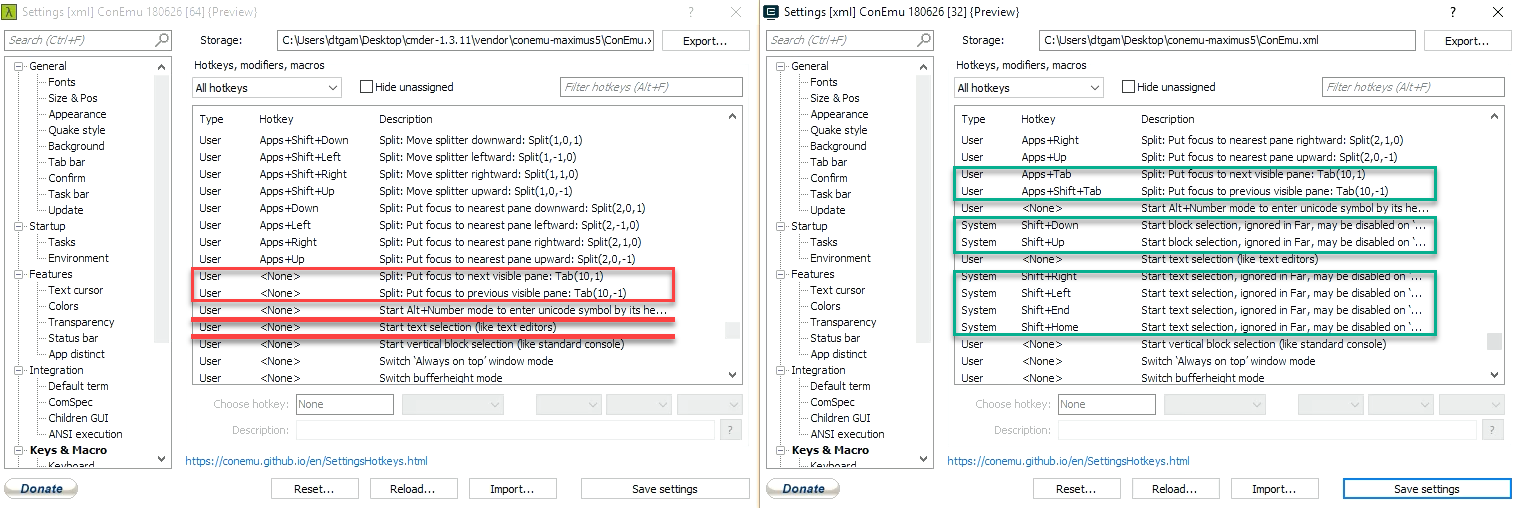 λ Settings [xml] ConEmu 180626 [64] {Preview} ?
Search (Ctrl+F)
Storage: C:\Users\dtgam\Desktop\cmder-1.3.11\vendor\conemu-maximus5\ConEmu.x Export...
General
Fonts
Size & Pos
Appearance
Quake style
Background
Tab bar
Confirm
Task bar
Update
Startup
Tasks
Environment
Features
Text cursor
Colors
Transparency
Status bar
App distinct
Integration
Default term
ComSpec
Children GUI
ANSI execution
Keys & Macro
Keyboard
Hotkeys, modifiers, macros
All hotkeys Hide unassigned Filter hotkeys (Alt+F)
Type Hotkey Description
User Apps+Shift+Down Split: Move splitter downward: Split(1,0,1)
User Apps+Shift+Left Split: Move splitter leftward: Split(1,-1,0)
User Apps+Shift+Right Split: Move splitter rightward: Split(1,1,0)
User Apps+Shift+Up Split: Move splitter upward: Split(1,0,-1)
User Apps+Down Split: Put focus to nearest pane downward: Split(2,0,1)
User Apps+Left Split: Put focus to nearest pane leftward: Split(2,-1,0)
User Apps+Right Split: Put focus to nearest pane rightward: Split(2,1,0)
User Apps+Up Split: Put focus to nearest pane upward: Split(2,0,-1)
User <None> Split: Put focus to next visible pane: Tab(10,1)
User <None> Split: Put focus to previous visible pane: Tab(10,-1)
User <None> Start Alt+Number mode to enter unicode symbol by its he...
User <None> Start text selection (like text editors)
User <None> Start vertical block selection (like standard console)
User <None> Switch ‘Always on top’ window mode
User <None> Switch bufferheight mode
Choose hotkey: None
Description: ?
https://conemu.github.io/en/SettingsHotkeys.html
Donate Reset... Reload... Import... Save settings
Settings [xml] ConEmu 180626 [32] {Preview} ?
Search (Ctrl+F)
Storage: C:\Users\dtgam\Desktop\conemu-maximus5\ConEmu.xml Export...
General
Fonts
Size & Pos
Appearance
Quake style
Background
Tab bar
Confirm
Task bar
Update
Startup
Tasks
Environment
Features
Text cursor
Colors
Transparency
Status bar
App distinct
Integration
Default term
ComSpec
Children GUI
ANSI execution
Keys & Macro
Keyboard
Hotkeys, modifiers, macros
All hotkeys Hide unassigned Filter hotkeys (Alt+F)
Type Hotkey Description
User Apps+Right Split: Put focus to nearest pane rightward: Split(2,1,0)
User Apps+Up Split: Put focus to nearest pane upward: Split(2,0,-1)
User Apps+Tab Split: Put focus to next visible pane: Tab(10,1)
User Apps+Shift+Tab Split: Put focus to previous visible pane: Tab(10,-1)
User <None> Start Alt+Number mode to enter unicode symbol by its he...
System Shift+Down Start block selection, ignored in Far, may be disabled on ‘...
System Shift+Up Start block selection, ignored in Far, may be disabled on ‘...
User <None> Start text selection (like text editors)
System Shift+Right Start text selection, ignored in Far, may be disabled on ‘...
System Shift+Left Start text selection, ignored in Far, may be disabled on ‘...
System Shift+End Start text selection, ignored in Far, may be disabled on ‘...
System Shift+Home Start text selection, ignored in Far, may be disabled on ‘...
User <None> Start vertical block selection (like standard console)
User <None> Switch ‘Always on top’ window mode
User <None> Switch bufferheight mode
Choose hotkey: None
Description: ?
https://conemu.github.io/en/SettingsHotkeys.html
Donate Reset... Reload... Import... Save settings